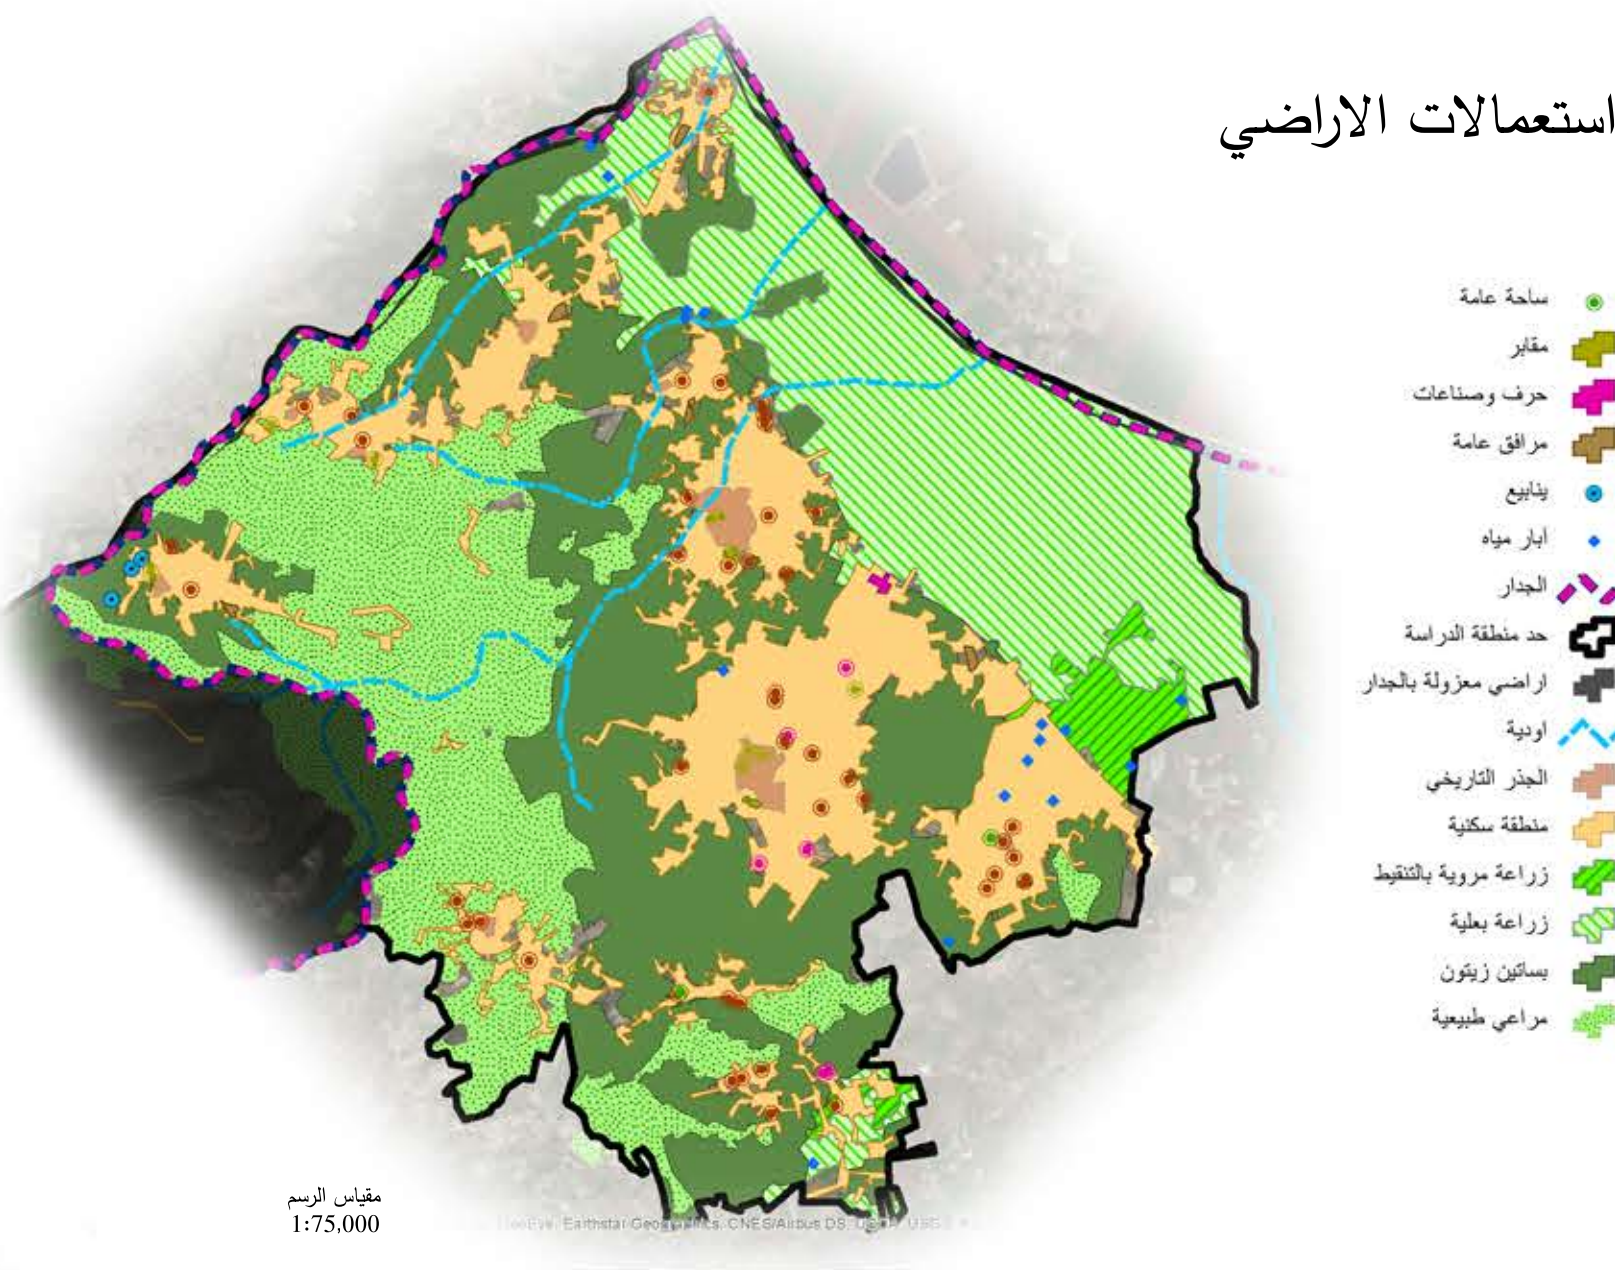 استعمالات الاراضي
ساحة عامة
مقابر
حرف وصناعات
مرافق عامة
ينابيع
آبار مياه
الجدار
حد منطقة الدراسة
اراضي معزولة بالجدار
اودية
الجذر التاريخي
منطقة سكنية
زراعة مروية بالتنقيط
زراعة بعلية
بساتين زيتون
مراعي طبيعية
مقياس الرسم
1:75,000
Earthstar Geographics, CNES/Airbus DS,